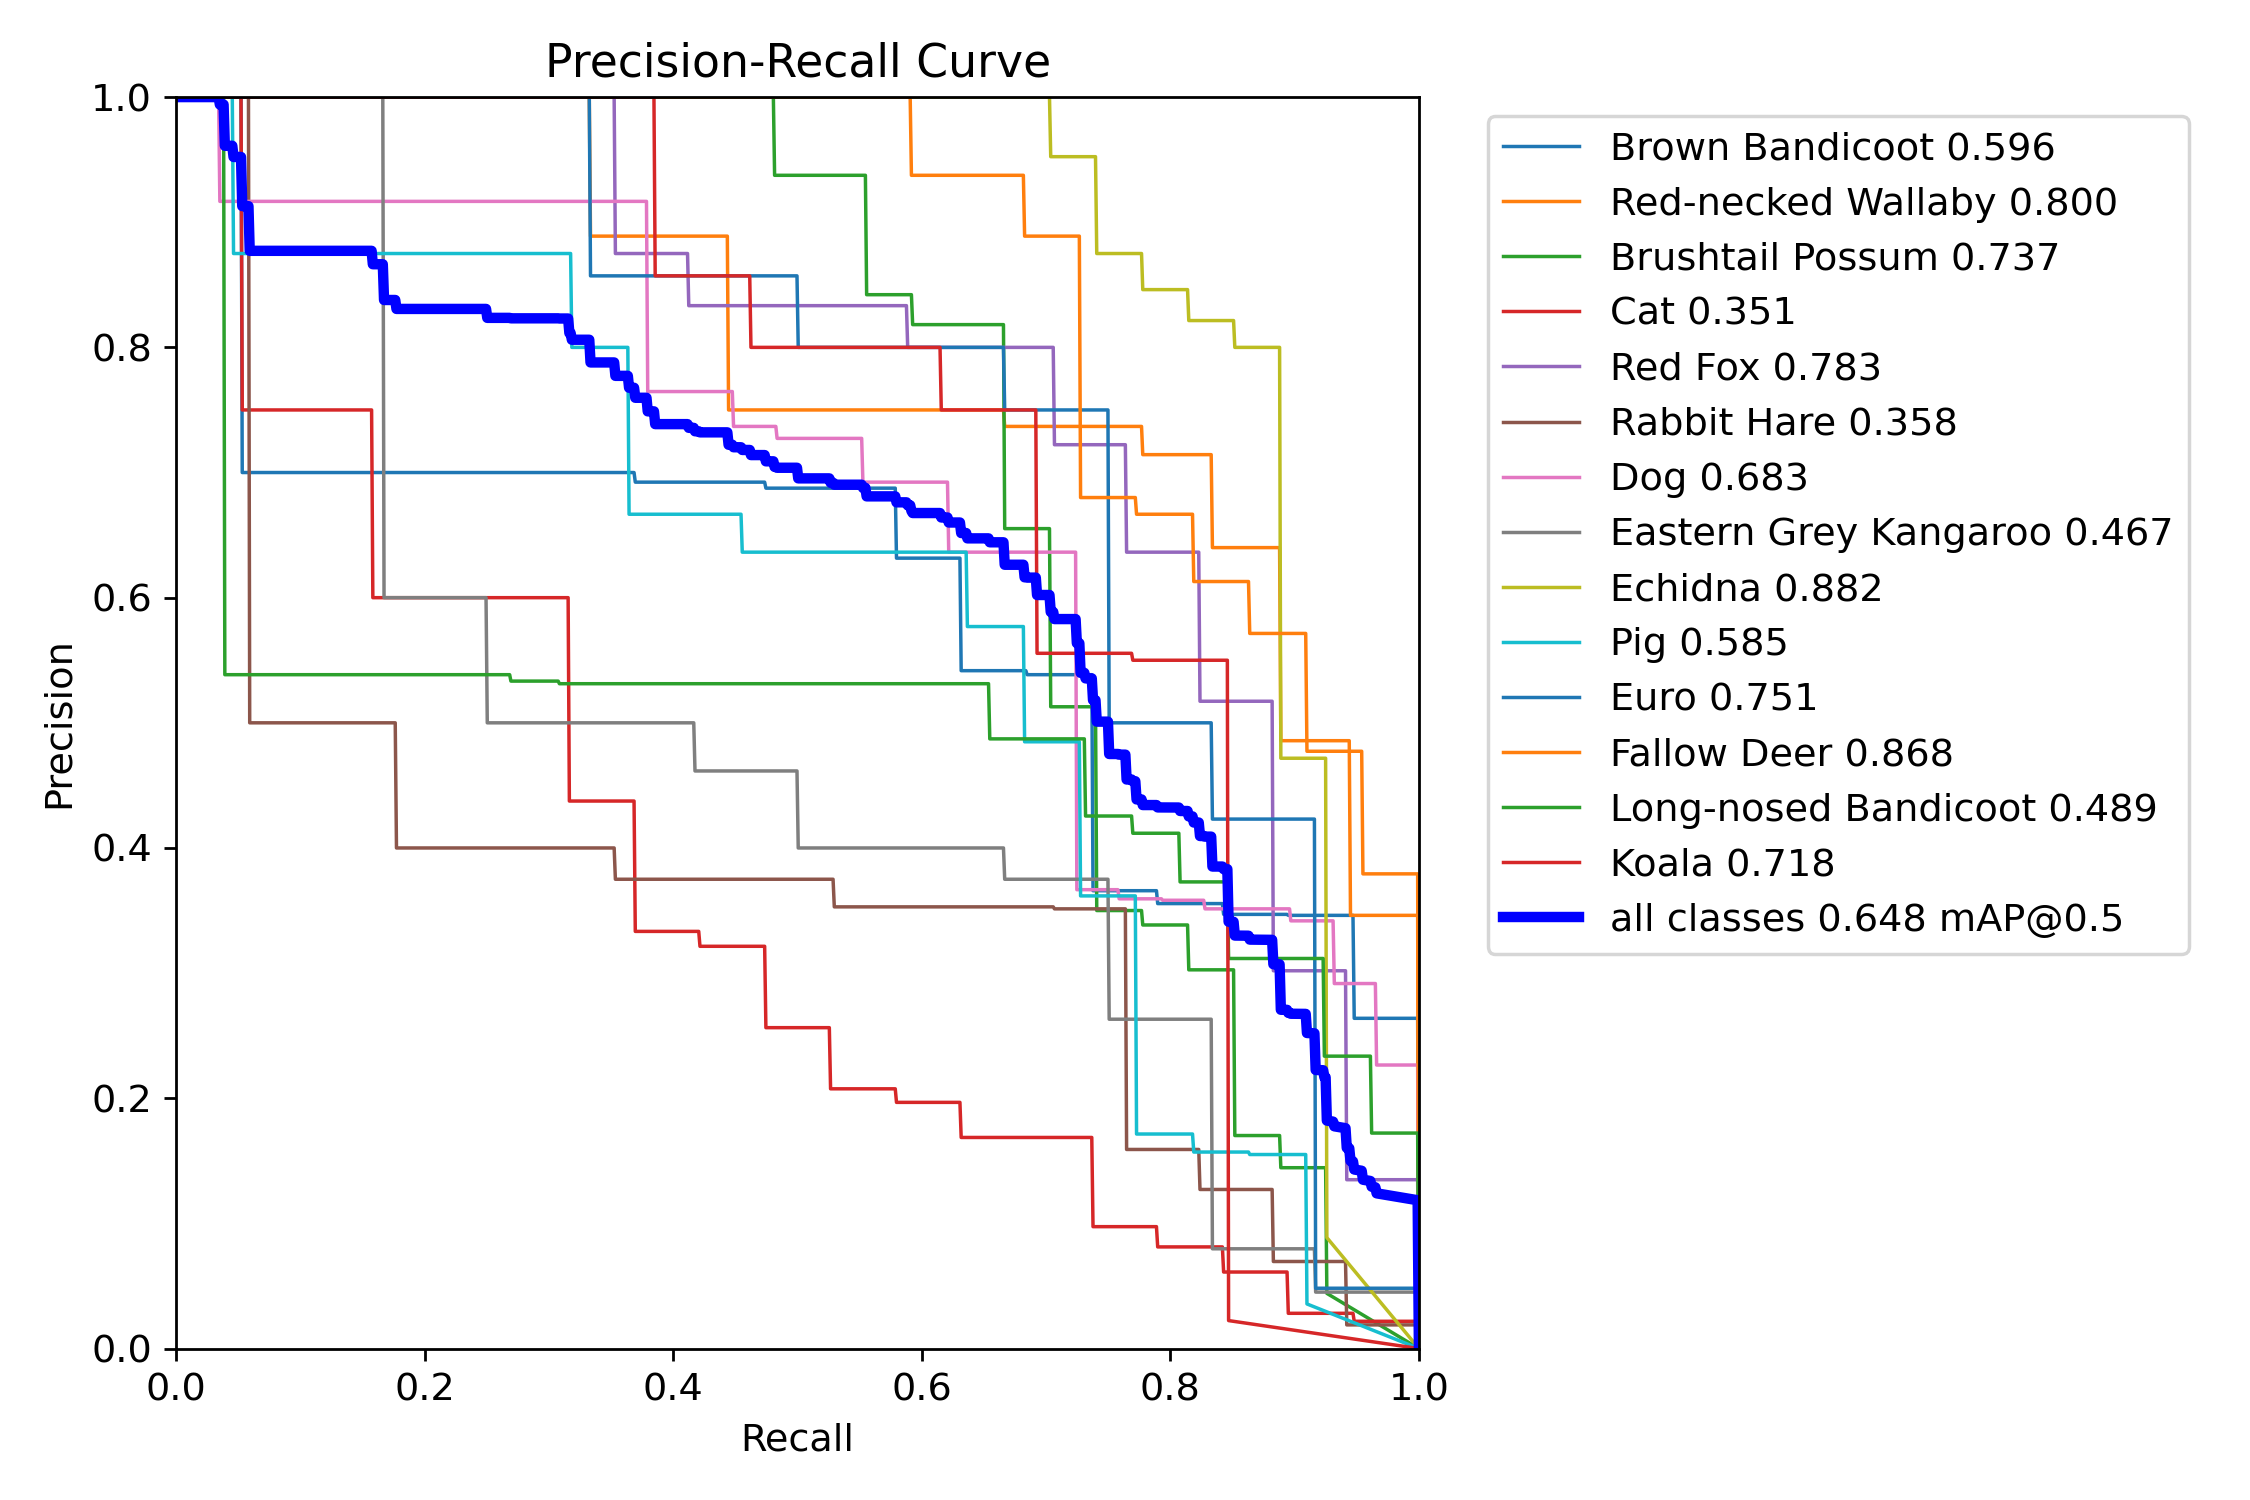 Precision-Recall Curve
1.0
0.8
0.6
0.4
0.2
0.0
Precision
0.0 0.2 0.4 0.6 0.8 1.0
Recall
Brown Bandicoot 0.596
Red-necked Wallaby 0.800
Brushtail Possum 0.737
Cat 0.351
Red Fox 0.783
Rabbit Hare 0.358
Dog 0.683
Eastern Grey Kangaroo 0.467
Echidna 0.882
Pig 0.585
Euro 0.751
Fallow Deer 0.868
Long-nosed Bandicoot 0.489
Koala 0.718
all classes 0.648 mAP@0.5